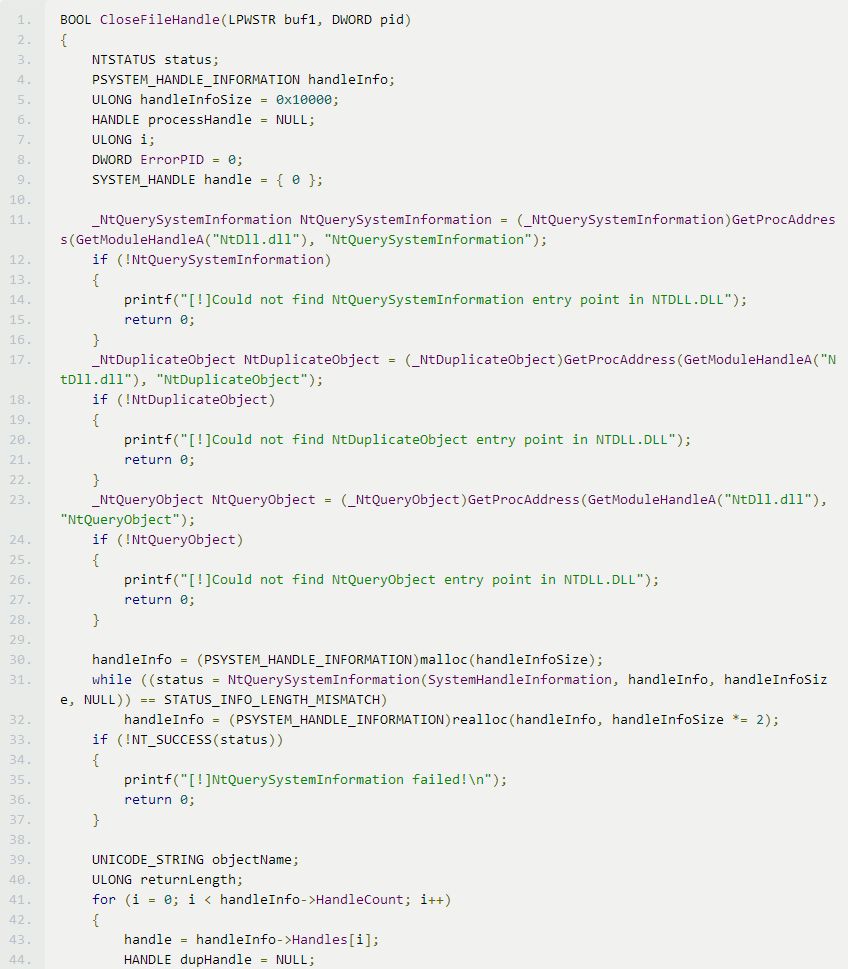 1. BOOL CloseFileHandle(LPWSTR buf1, DWORD pid)
2. {
3. NTSTATUS status;
4. PSYSTEM_HANDLE_INFORMATION handleInfo;
5. ULONG handleInfoSize = 0x10000;
6. HANDLE processHandle = NULL;
7. ULONG i;
8. DWORD ErrorPID = 0;
9. SYSTEM_HANDLE handle = { 0 };
10.
11. _NtQuerySystemInformation NtQuerySystemInformation = (_NtQuerySystemInformation)GetProcAddres
s(GetModuleHandleA("NtDll.dll"), "NtQuerySystemInformation");
12. if (!NtQuerySystemInformation)
13. {
14. printf("[!]Could not find NtQuerySystemInformation entry point in NTDLL.DLL");
15. return 0;
16. }
17. _NtDuplicateObject NtDuplicateObject = (_NtDuplicateObject)GetProcAddress(GetModuleHandleA("N
tDll.dll"), "NtDuplicateObject");
18. if (!NtDuplicateObject)
19. {
20. printf("[!]Could not find NtDuplicateObject entry point in NTDLL.DLL");
21. return 0;
22. }
23. _NtQueryObject NtQueryObject = (_NtQueryObject)GetProcAddress(GetModuleHandleA("NtDll.dll"),
"NtQueryObject");
24. if (!NtQueryObject)
25. {
26. printf("[!]Could not find NtQueryObject entry point in NTDLL.DLL");
27. return 0;
28. }
29.
30. handleInfo = (PSYSTEM_HANDLE_INFORMATION)malloc(handleInfoSize);
31. while ((status = NtQuerySystemInformation(SystemHandleInformation, handleInfo, handleInfoSiz
e, NULL)) == STATUS_INFO_LENGTH_MISMATCH)
32. handleInfo = (PSYSTEM_HANDLE_INFORMATION)realloc(handleInfo, handleInfoSize *= 2);
33. if (!NT_SUCCESS(status))
34. {
35. printf("[!]NtQuerySystemInformation failed!\n");
36. return 0;
37. }
38.
39. UNICODE_STRING objectName;
40. ULONG returnLength;
41. for (i = 0; i < handleInfo->HandleCount; i++)
42. {
43. handle = handleInfo->Handles[i];
44. HANDLE dupHandle = NULL;